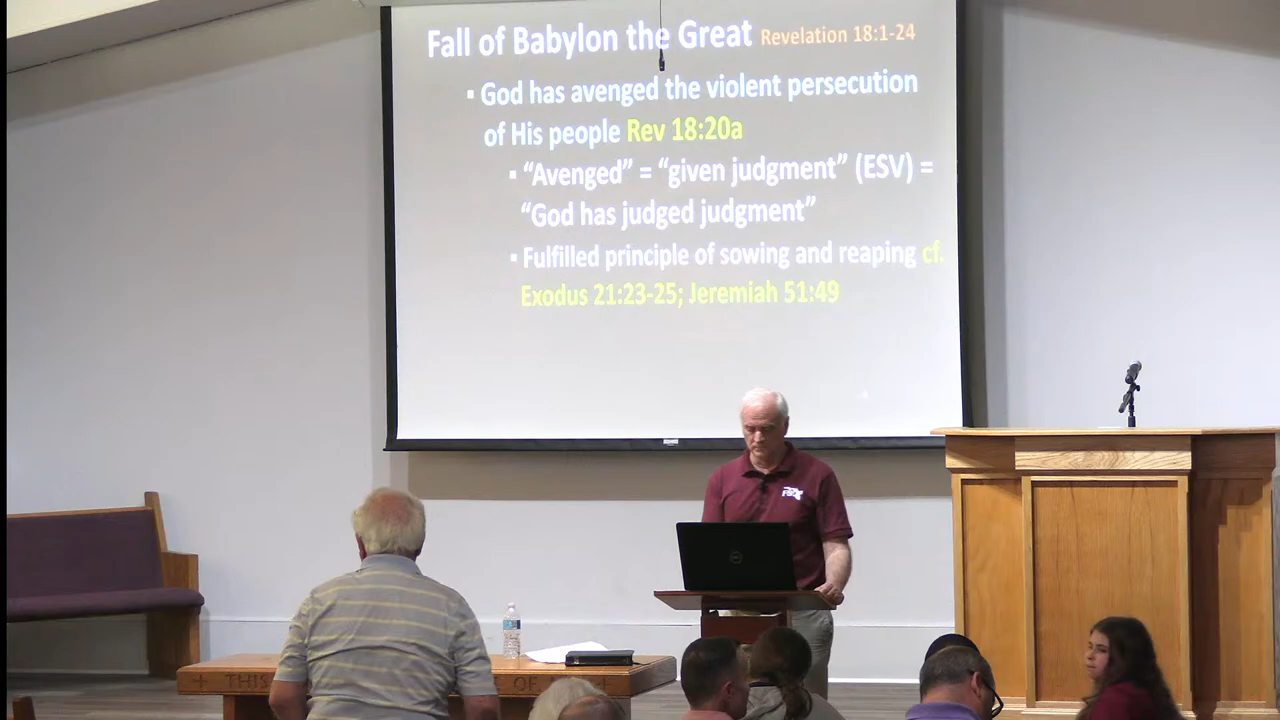 Fall of Babylon the Great Revelation 18:1-24
▪ God has avenged the violent persecution
of His people Rev 18:20a
▪ “Avenged” = “given judgment” (ESV) =
“God has judged judgment”
▪ Fulfilled principle of sowing and reaping cf.
Exodus 21:23-25; Jeremiah 51:49
THIS OF